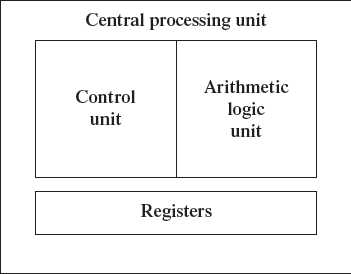 Central processing unit
Control
unit
Arithmetic
logic
unit
Registers